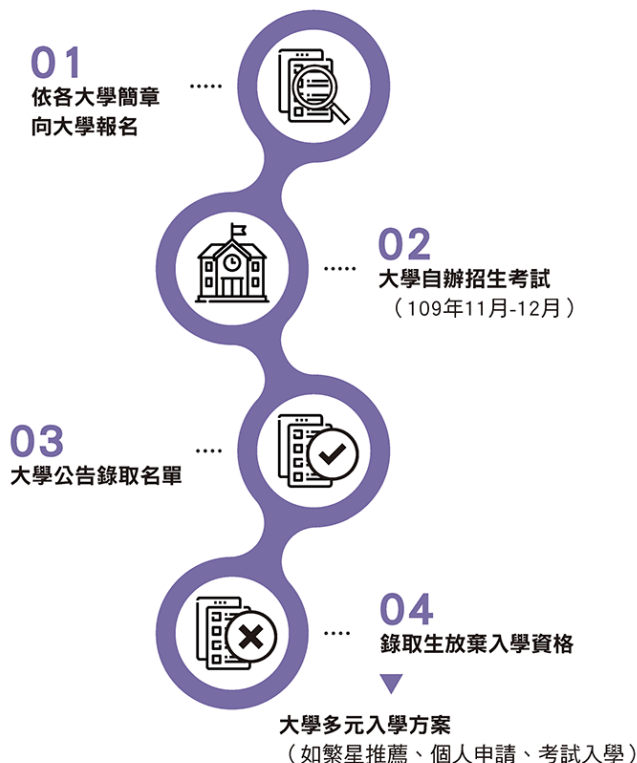 01
依各大學簡章
向大學報名
02
大學自辦招生考試
（109年11月-12月）
03
大學公告錄取名單
04
錄取生放棄入學資格
大學多元入學方案
（如繁星推薦、個人申請、考試入學）